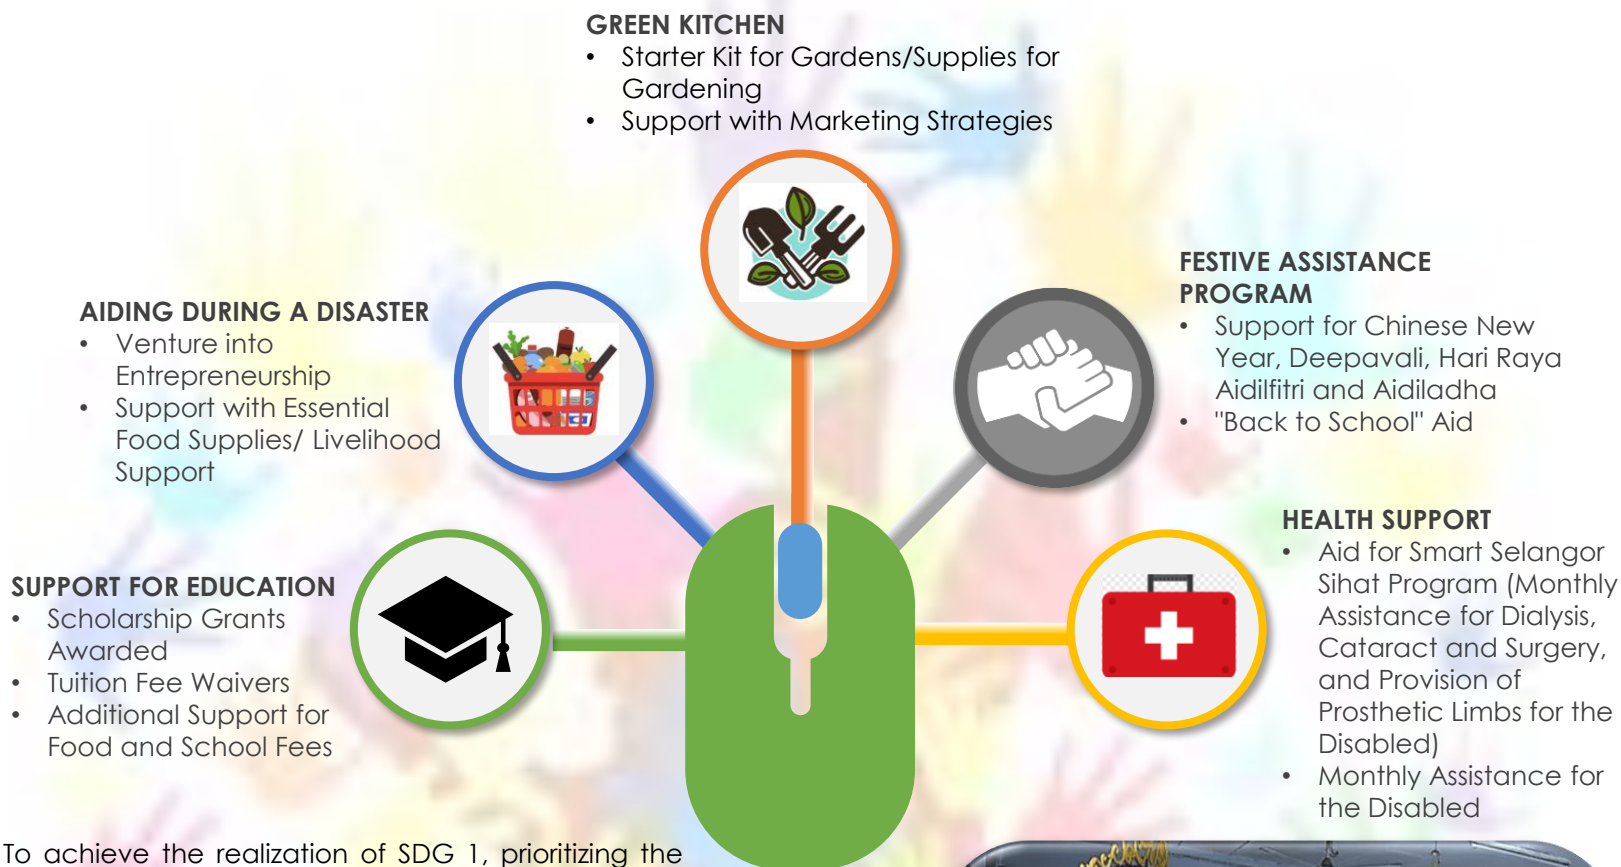 GREEN KITCHEN
• Starter Kit for Gardens/Supplies for
Gardening
• Support with Marketing Strategies
AIDING DURING A DISASTER
• Venture into
Entrepreneurship
• Support with Essential
Food Supplies/ Livelihood
Support
FESTIVE ASSISTANCE
PROGRAM
• Support for Chinese New
Year, Deepavali, Hari Raya
Aidilfitri and Aidiladha
• "Back to School" Aid
SUPPORT FOR EDUCATION
• Scholarship Grants
Awarded
• Tuition Fee Waivers
• Additional Support for
Food and School Fees
HEALTH SUPPORT
• Aid for Smart Selangor
Sihat Program (Monthly
Assistance for Dialysis,
Cataract and Surgery,
and Provision of
Prosthetic Limbs for the
Disabled)
• Monthly Assistance for
the Disabled
To achieve the realization of SDG 1, prioritizing the